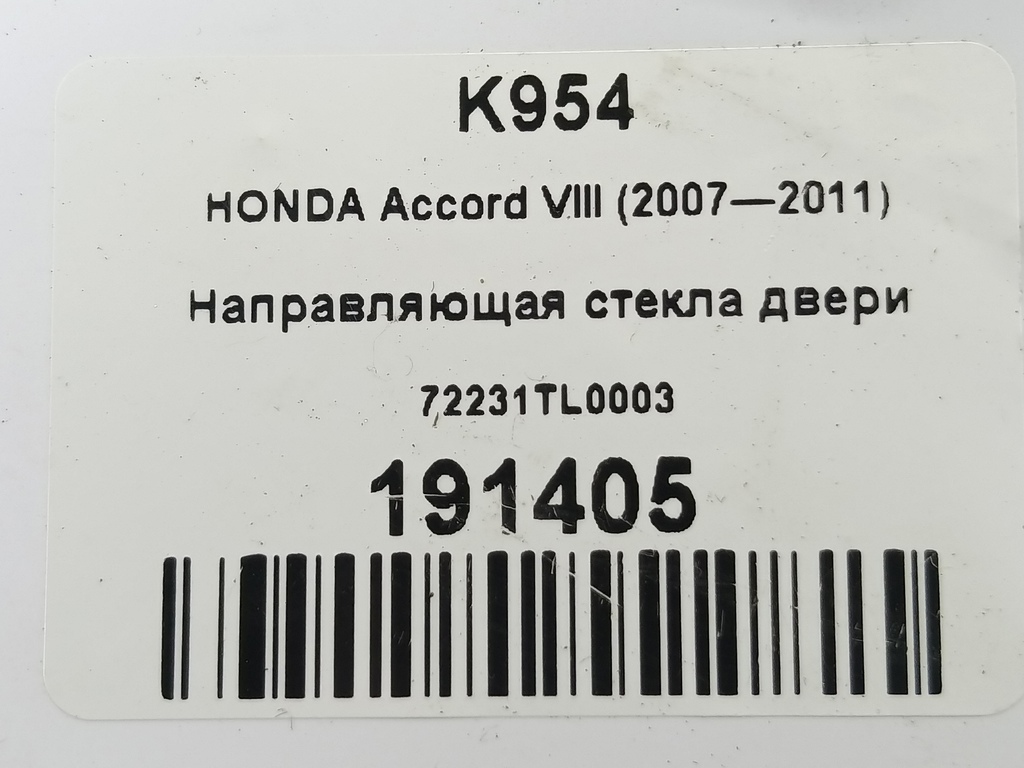 K954
HONDA Accord VIII (2007—2011)
Направляющая стекла двери
72231TL0003
191405